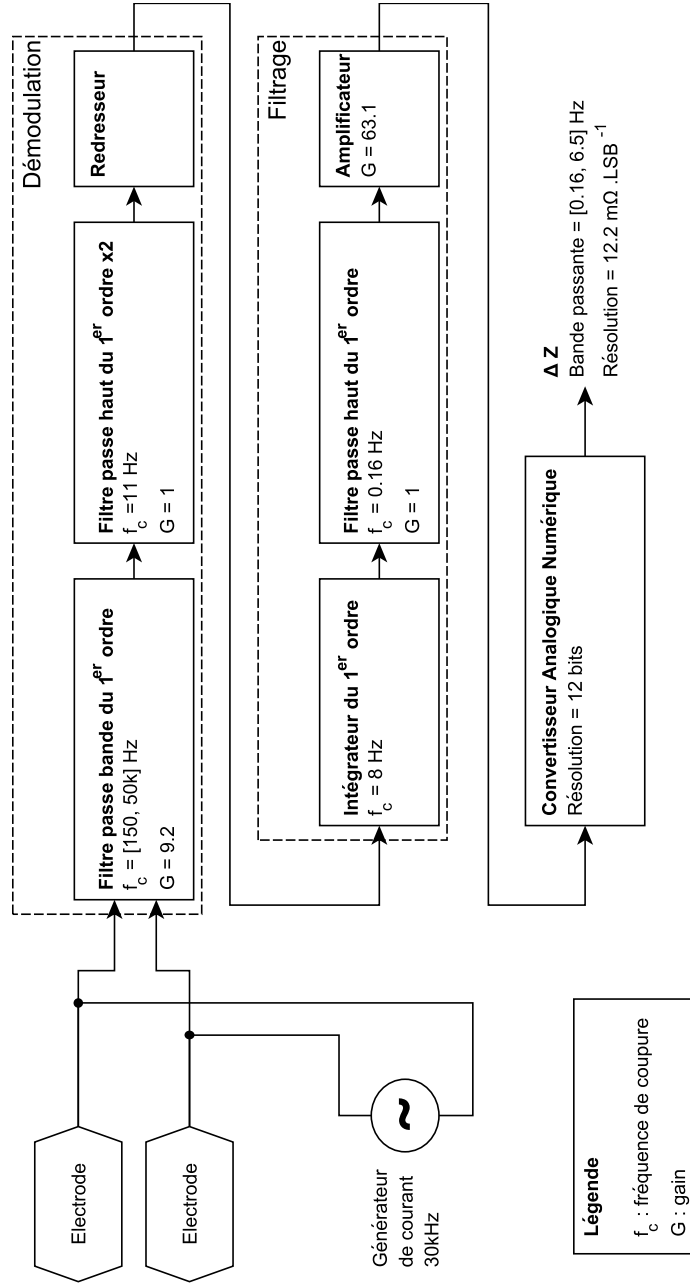 Electrode
Electrode
Générateur
de courant
30kHz
~
Démodulation
Filtre passe bande du 1er ordre
fc = [150, 50k] Hz
G = 9.2
Filtre passe haut du 1er ordre x2
fc =11 Hz
G = 1
Redresseur
Filtrage
Intégrateur du 1er ordre
fc = 8 Hz
Filtre passe haut du 1er ordre
fc = 0.16 Hz
G = 1
Amplificateur
G = 63.1
Convertisseur Analogique Numérique
Résolution = 12 bits
Δ Z
Bande passante = [0.16, 6.5] Hz
Résolution = 12.2 mΩ .LSB -1
Légende
fc : fréquence de coupure
G : gain